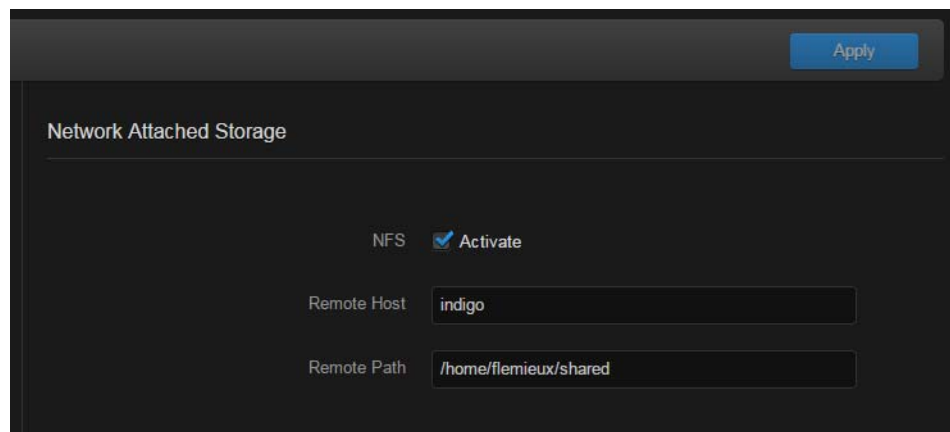 Apply
Network Attached Storage
NFS Activate
Remote Host indigo
Remote Path /home/flemieux/shared